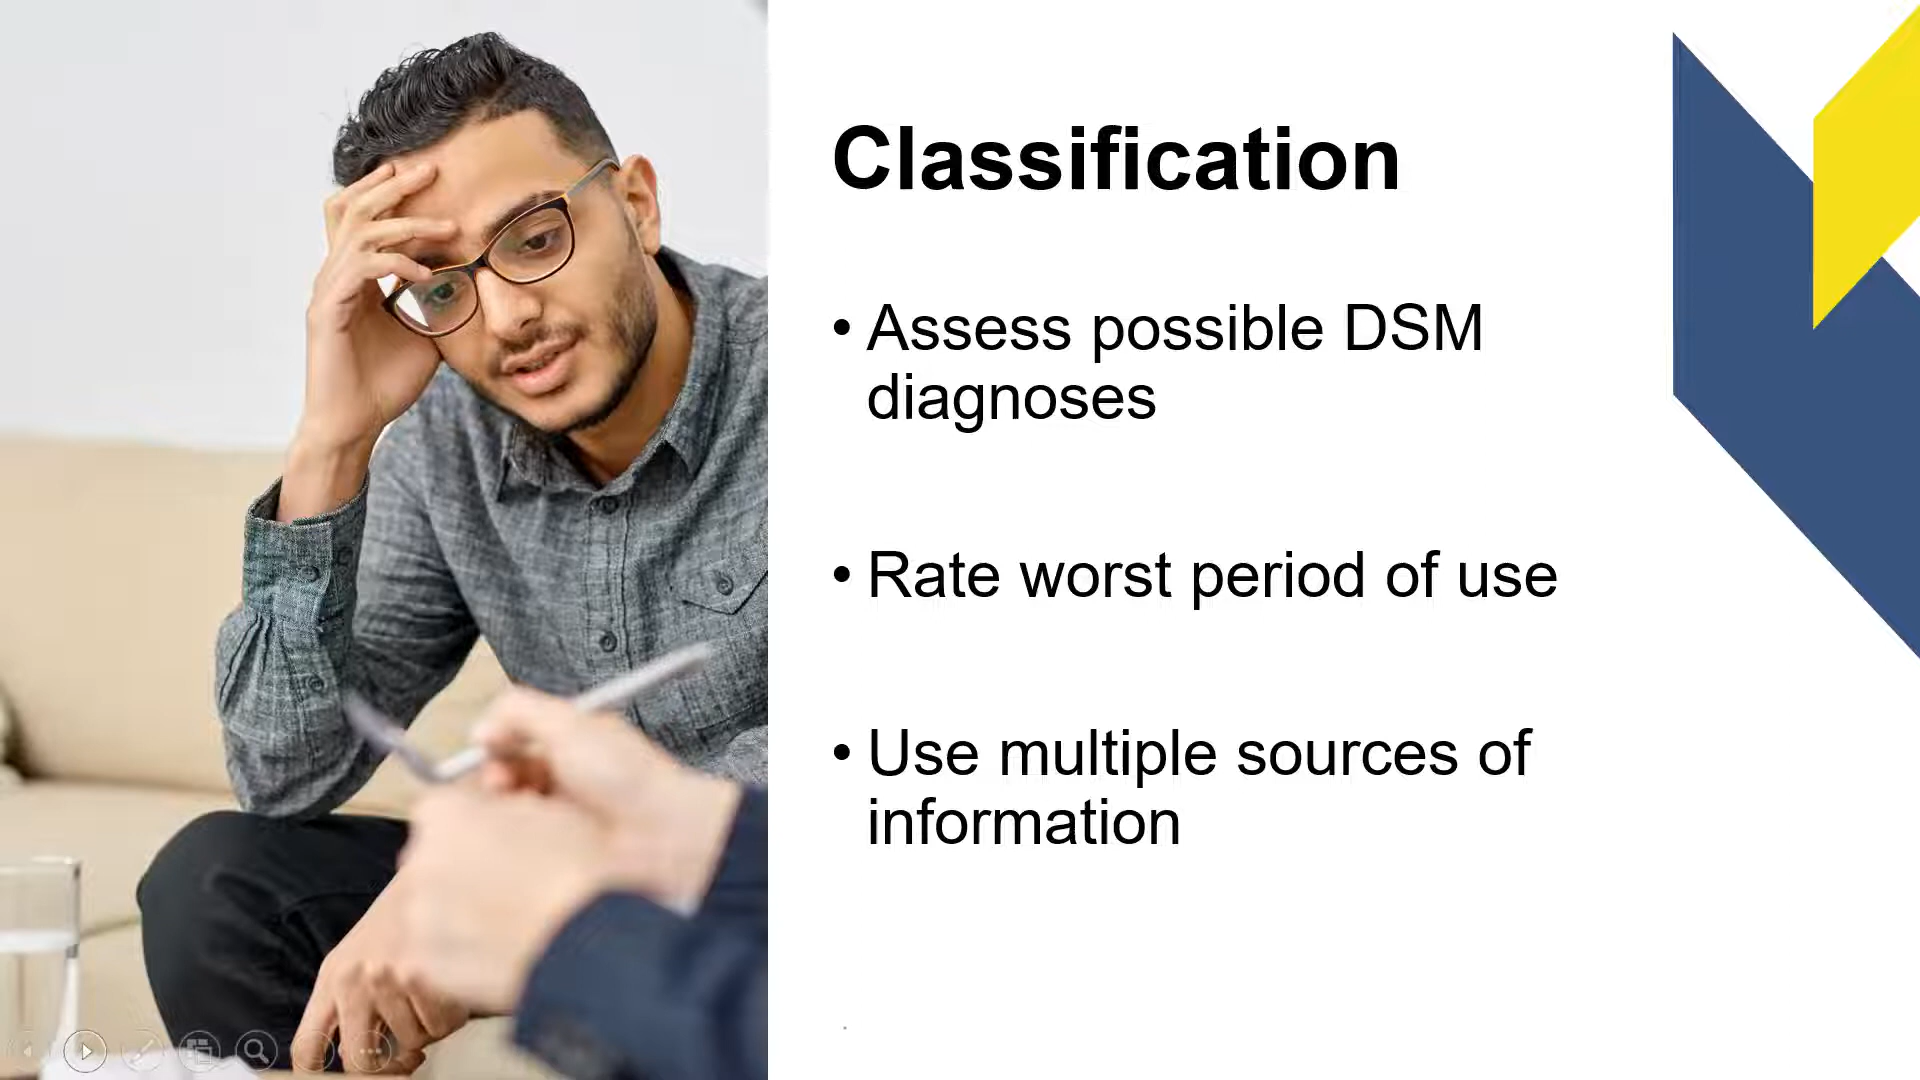 Classification
• Assess possible DSM
diagnoses
• Rate worst period of use
• Use multiple sources of
information